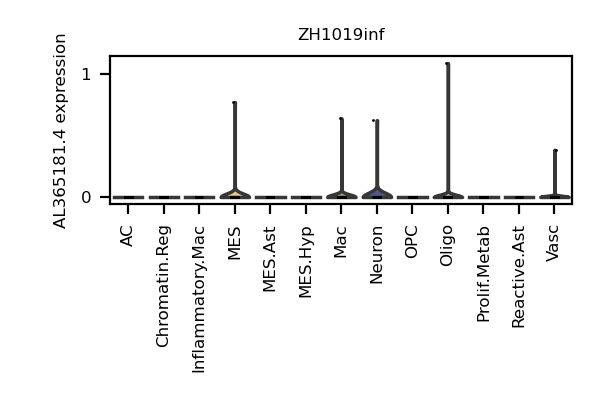 ZH1019inf
AL365181.4 expression
1
0
AC
Chromatin.Reg
Inflammatory.Mac
MES
MES.Ast
MES.Hyp
Mac
Neuron
OPC
Oligo
Prolif.Metab
Reactive.Ast
Vasc